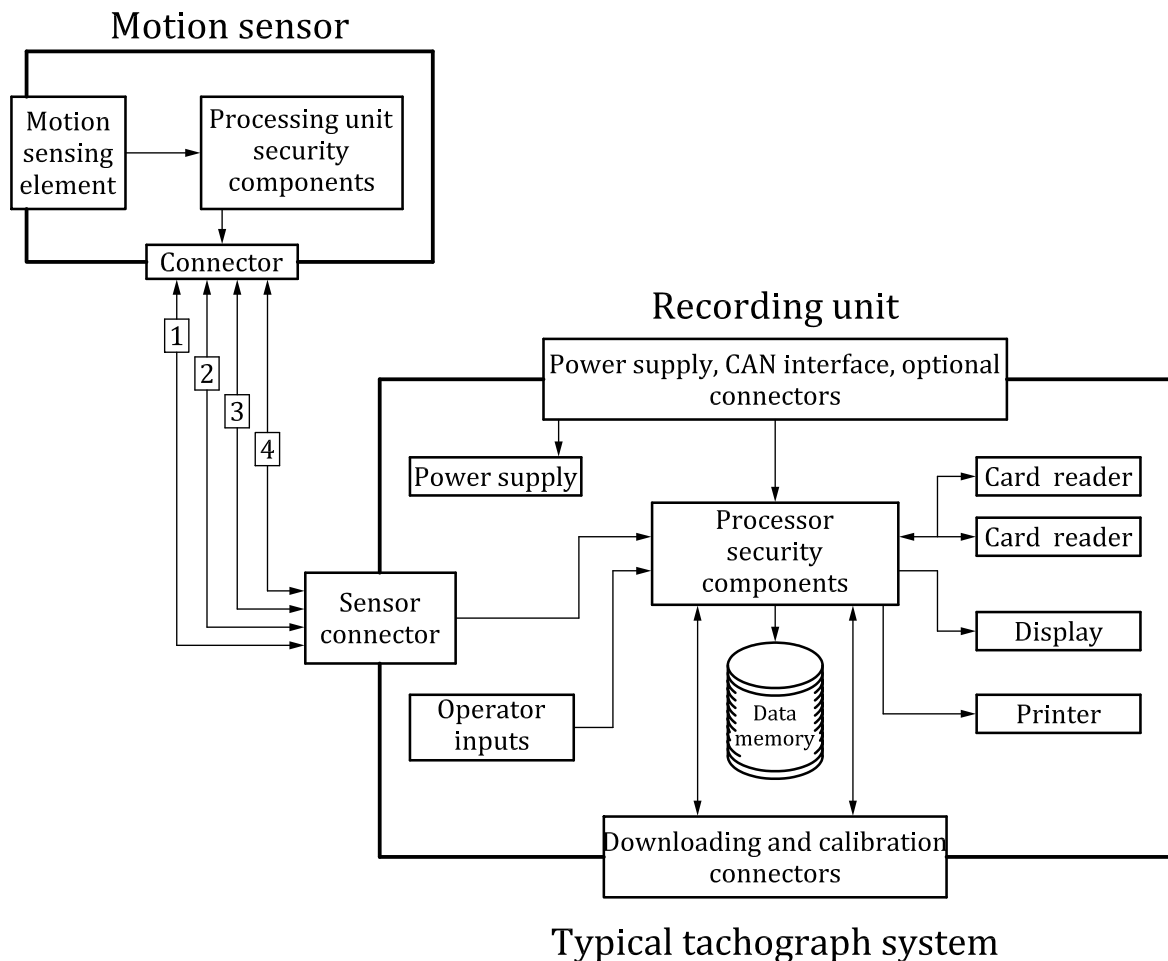 Motion sensor
Motion
sensing
element
Processing unit
security
components
Connector
1
2
3
4
Recording unit
Power supply, CAN interface, optional
connectors
Power supply
Card reader
Card reader
Processor
security
components
Sensor
connector
Display
Operator
inputs
Data
memory
Printer
Downloading and calibration
connectors
Typical tachograph system